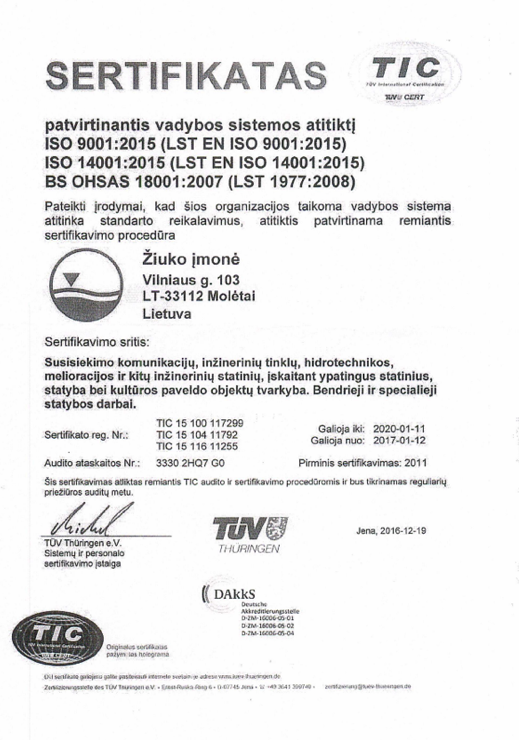 SERTIFIKATAS
TIC
TÜV International Certification
TÜV CERT
patvirtinantis vadybos sistemos atitiktį
ISO 9001:2015 (LST EN ISO 9001:2015)
ISO 14001:2015 (LST EN ISO 14001:2015)
BS OHSAS 18001:2007 (LST 1977:2008)
Pateikti įrodymai, kad šios organizacijos taikoma vadybos sistema
atitinka standarto reikalavimus, atitiktis patvirtinama remiantis
sertifikavimo procedūra
Žiuko įmonė
Vilniaus g. 103
LT-33112 Molėtai
Lietuva
Sertifikavimo sritis:
Susisiekimo komunikacijų, inžinerinių tinklų, hidrotechnikos,
melioracijos ir kitų inžinerinių statinių, įskaitant ypatingus statinius,
statyba bei kultūros paveldo objektų tvarkyba. Bendrieji ir specialieji
statybos darbai.
Sertifikato reg. Nr.:
TIC 15 100 117299
TIC 15 104 11792
TIC 15 116 11255
Galioja iki: 2020-01-11
Galioja nuo: 2017-01-12
Audito ataskaitos Nr.: 3330 2HQ7 G0
Pirminis sertifikavimas: 2011
Šis sertifikavimas atliktas remiantis TIC audito ir sertifikavimo procedūromis ir bus tikrinamas reguliarių
priežiūros auditų metu.
TÜV Thüringen e.V.
Sistemų ir personalo
sertifikavimo įstaiga
TÜV
THÜRINGEN
Jena, 2016-12-19
DAkkS
Deutsche
Akkreditierungsstelle
D-ZM-16006-05-01
D-ZM-16006-05-02
D-ZM-16006-05-04
TIC
Originalus sertifikatas
pažymėtas holograma
Zertifizierungsstelle des TÜV Thüringen e.V. • Ernst-Ruska-Ring 6 • D-07745 Jena